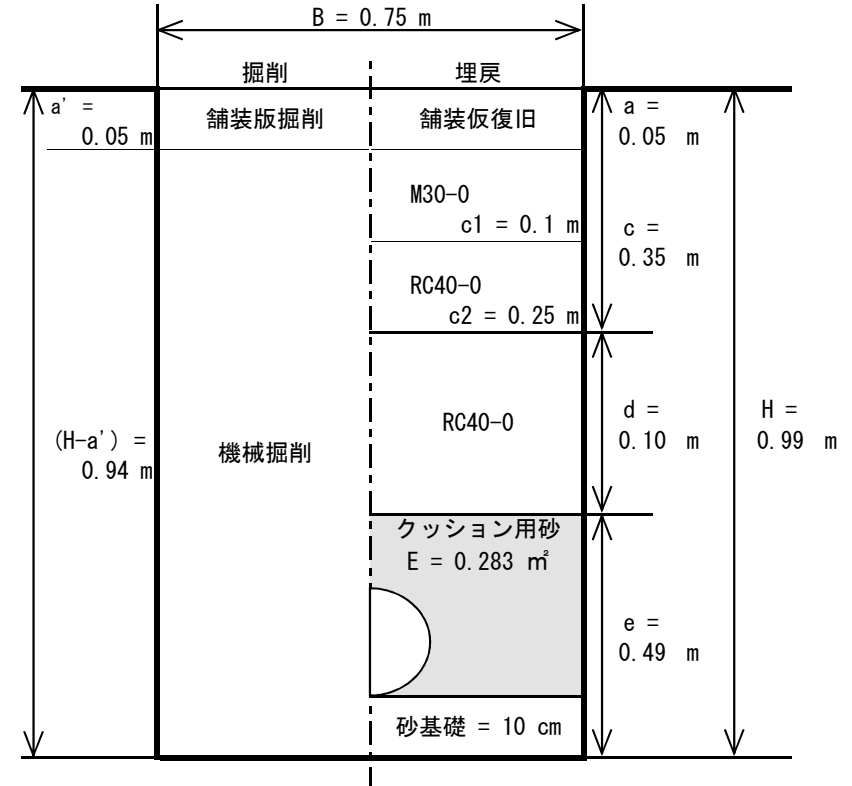 B = 0.75 m
掘削
埋戻
a' =
0.05 m
舗装版掘削
舗装仮復旧
a =
0.05 m
M30-0
c1 = 0.1 m
c =
0.35 m
RC40-0
c2 = 0.25 m
(H-a') =
0.94 m
機械掘削
RC40-0
d =
0.10 m
H =
0.99 m
クッション用砂
E = 0.283 ㎡
e =
0.49 m
砂基礎 = 10 cm